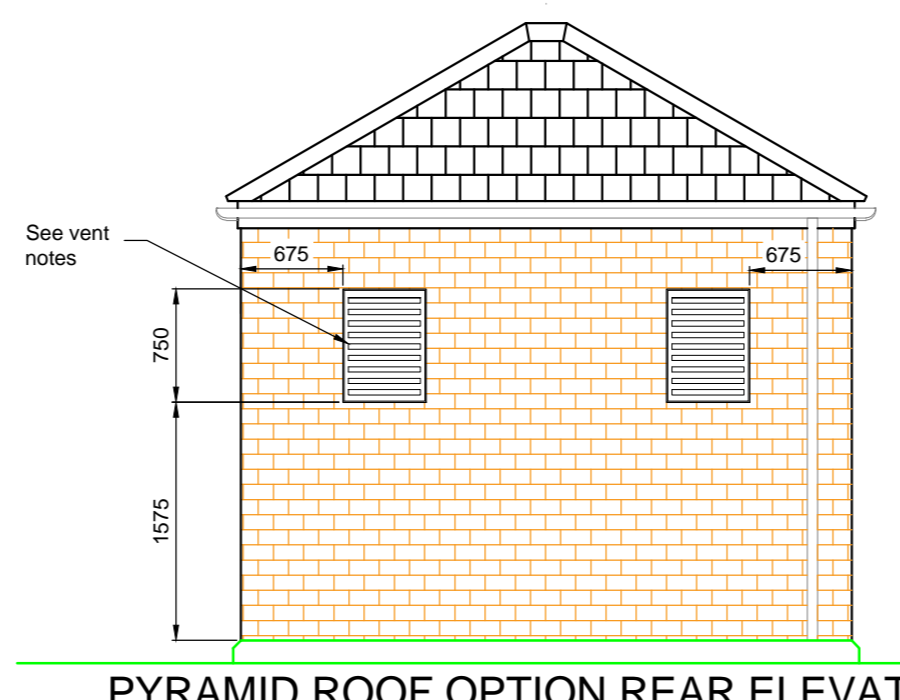 See vent
notes
675
675
750
1575
PYRAMID ROOF OPTION REAR ELEVAT